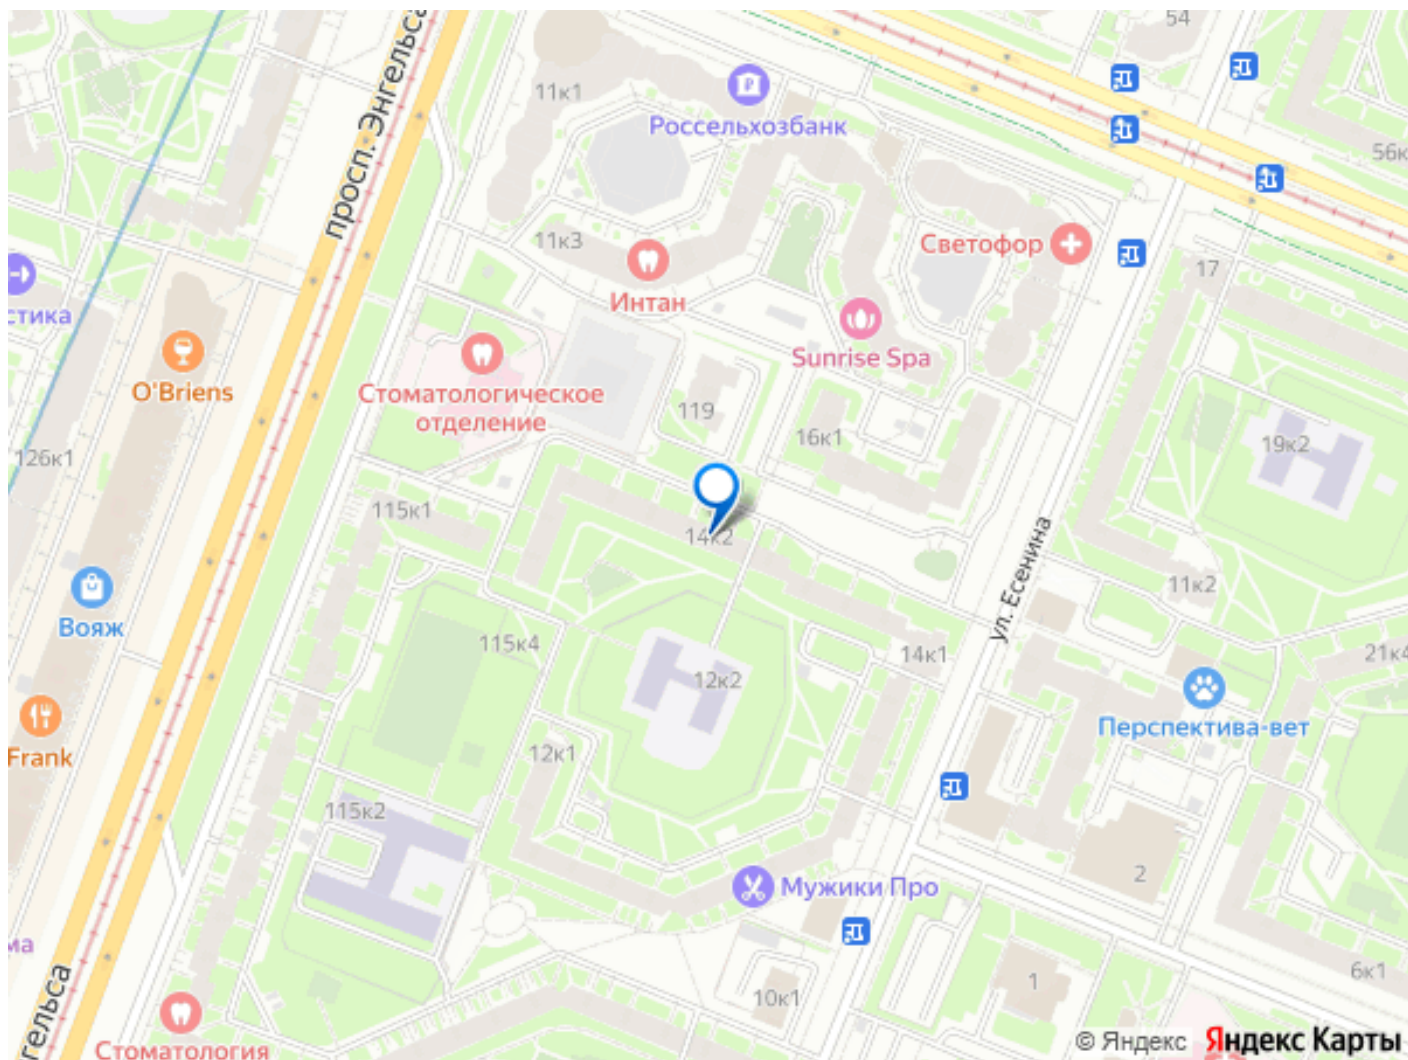 54
просп. Энгельса
11к1
Россельхозбанк
56к
11к3
Светофор
Интан
17
стика
O'Briens
Sunrise Spa
Стоматологическое
отделение
119
16к1
19к2
126к1
115к1
14к2
ул. Есенина
11к2
Вояж
115к4
14к1
21к4
12к2
Перспектива-вет
Frank
12к1
115к2
2
Мужики Про
ма
гельса
10к1
1
6к1
Стоматология
© Яндекс Яндекс Карты